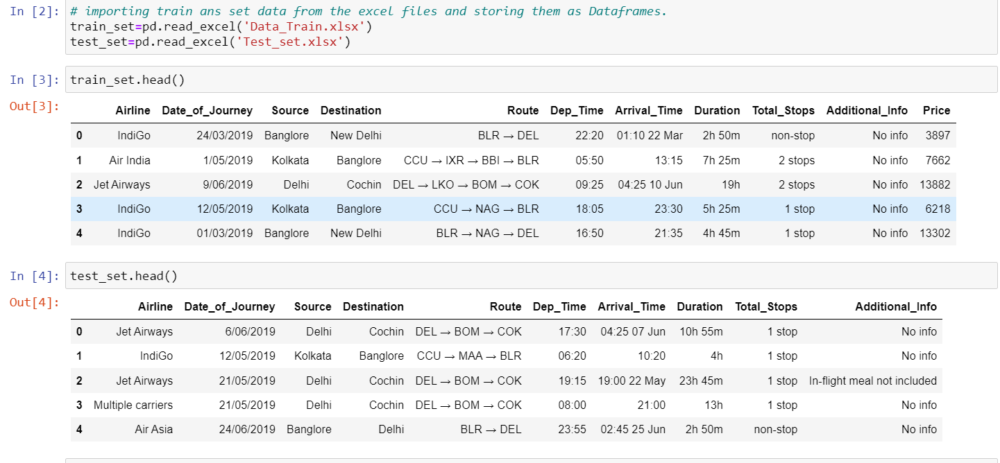 In [2]: # importing train ans set data from the excel files and storing them as Dataframes.
train_set=pd.read_excel('Data_Train.xlsx')
test_set=pd.read_excel('Test_set.xlsx')
In [3]: train_set.head()
Out[3]:
Airline Date_of_Journey Source Destination Route Dep_Time Arrival_Time Duration Total_Stops Additional_Info Price
0 IndiGo 24/03/2019 Banglore New Delhi BLR → DEL 22:20 01:10 22 Mar 2h 50m non-stop No info 3897
1 Air India 1/05/2019 Kolkata Banglore CCU → IXR → BBI → BLR 05:50 13:15 7h 25m 2 stops No info 7662
2 Jet Airways 9/06/2019 Delhi Cochin DEL → LKO → BOM → COK 09:25 04:25 10 Jun 19h 2 stops No info 13882
3 IndiGo 12/05/2019 Kolkata Banglore CCU → NAG → BLR 18:05 23:30 5h 25m 1 stop No info 6218
4 IndiGo 01/03/2019 Banglore New Delhi BLR → NAG → DEL 16:50 21:35 4h 45m 1 stop No info 13302
In [4]: test_set.head()
Out[4]:
Airline Date_of_Journey Source Destination Route Dep_Time Arrival_Time Duration Total_Stops Additional_Info
0 Jet Airways 6/06/2019 Delhi Cochin DEL → BOM → COK 17:30 04:25 07 Jun 10h 55m 1 stop No info
1 IndiGo 12/05/2019 Kolkata Banglore CCU → MAA → BLR 06:20 10:20 4h 1 stop No info
2 Jet Airways 21/05/2019 Delhi Cochin DEL → BOM → COK 19:15 19:00 22 May 23h 45m 1 stop In-flight meal not included
3 Multiple carriers 21/05/2019 Delhi Cochin DEL → BOM → COK 08:00 21:00 13h 1 stop No info
4 Air Asia 24/06/2019 Banglore Delhi BLR → DEL 23:55 02:45 25 Jun 2h 50m non-stop No info